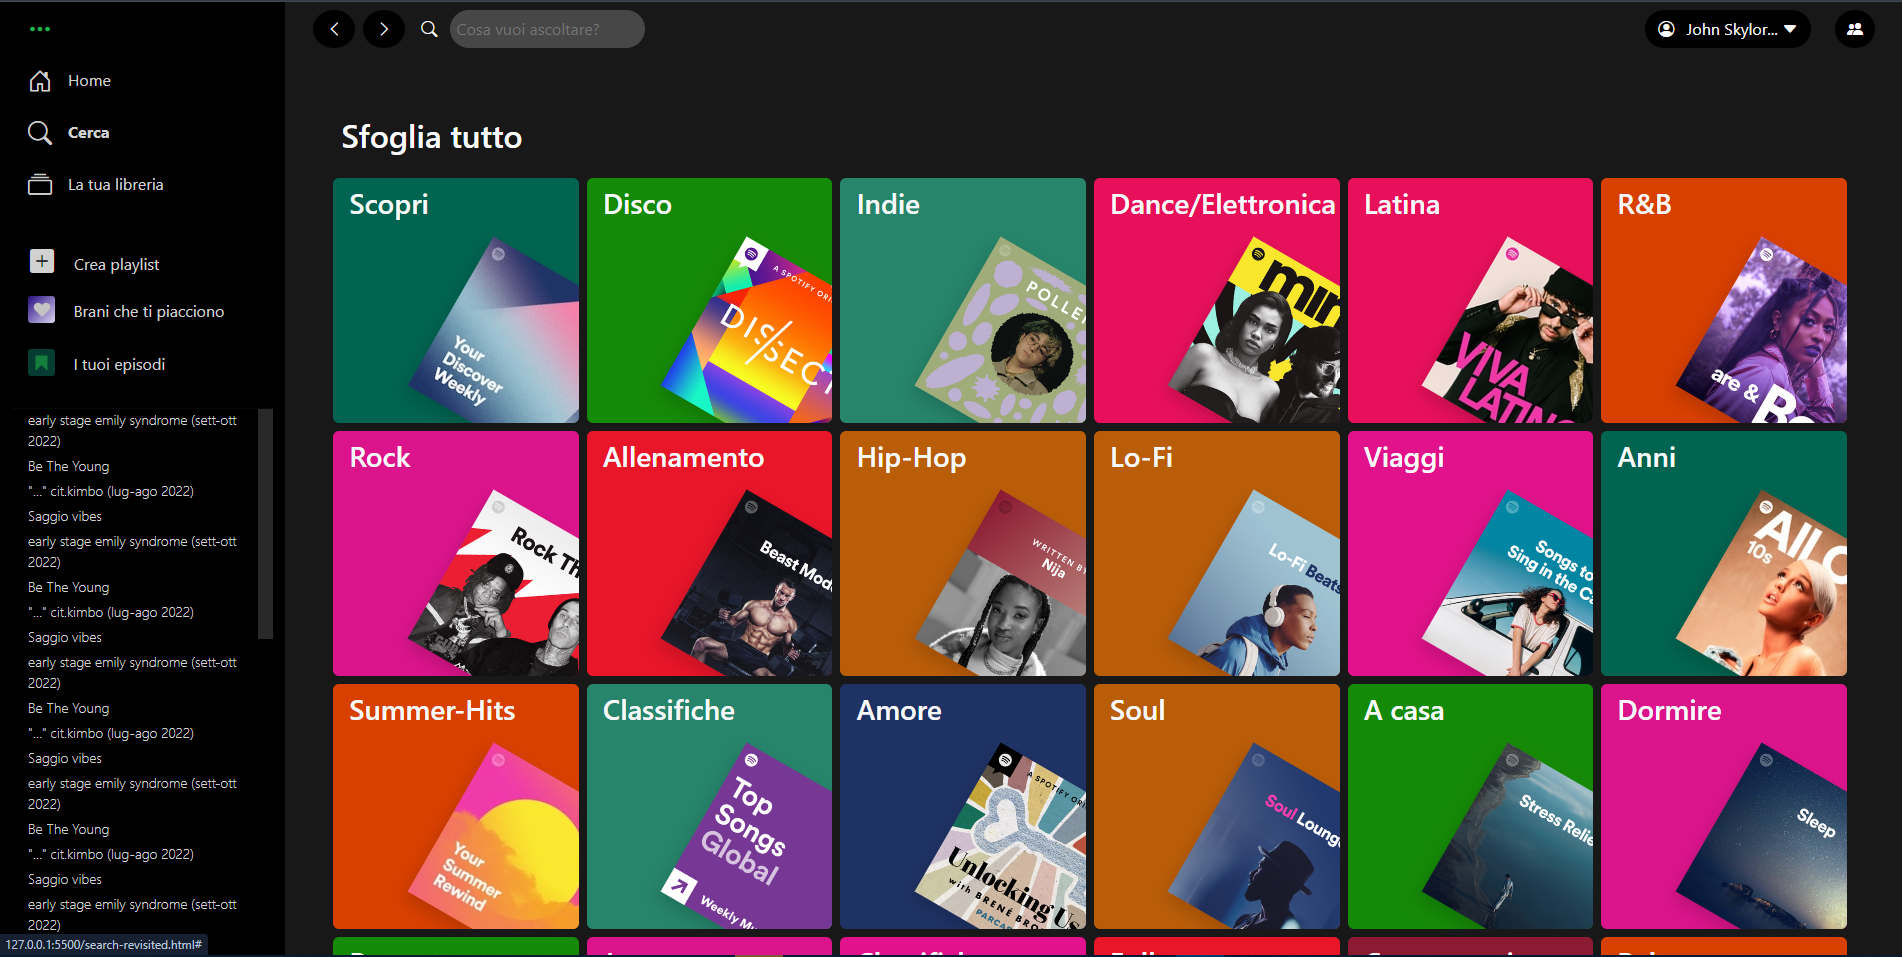 Cosa vuoi ascoltare?
John Skylor...
Home
Cerca
La tua libreria
Crea playlist
Brani che ti piacciono
I tuoi episodi
early stage emily syndrome (sett-ott
2022)
Be The Young
"..." cit.kimbo (lug-ago 2022)
Saggio vibes
early stage emily syndrome (sett-ott
2022)
Be The Young
"..." cit.kimbo (lug-ago 2022)
Saggio vibes
early stage emily syndrome (sett-ott
2022)
Be The Young
"..." cit.kimbo (lug-ago 2022)
Saggio vibes
early stage emily syndrome (sett-ott
2022)
Be The Young
"..." cit.kimbo (lug-ago 2022)
Saggio vibes
early stage emily syndrome (sett-ott
2022)
127.0.0.1:5500/search-revisited.html#
Sfoglia tutto
Scopri
Your
Discover
Weekly
Disco
A SPOTIFY ORI
DISSECT
Indie
POLLE
Dance/Elettronica
min
Latina
VIVA
LATIN
R&B
are &
Rock
Rock Th
Allenamento
Beast Mod
Hip-Hop
WRITTEN BY
Nija
Lo-Fi
Lo-Fi Beats
Viaggi
Songs to
Sing in the Ca
Anni
All O
10s
Summer-Hits
Your
Summer
Rewind
Classifiche
Top
Songs
Global
Weekly Mu
Amore
A SPOTIFY ORI
Unlocking Us
with BRENÉ BRO
PARCA
Soul
Soul Loung
A casa
Stress Relie
Dormire
Sleep